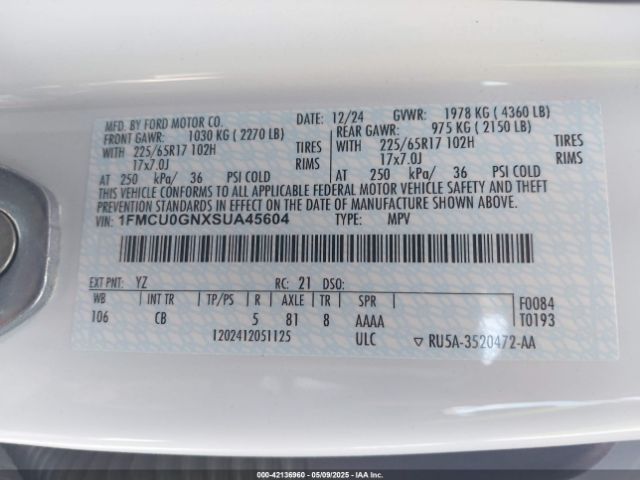 MFD. BY FORD MOTOR CO. DATE: 12/24 GVWR: 1978 KG ( 4360 LB)
FRONT GAWR: 1030 KG ( 2270 LB) REAR GAWR: 975 KG ( 2150 LB)
WITH 225/65R17 102H TIRES WITH 225/65R17 102H TIRES
17x7.0J RIMS 17x7.0J RIMS
AT 250 kPa/ 36 PSI COLD AT 250 kPa/ 36 PSI COLD
THIS VEHICLE CONFORMS TO ALL APPLICABLE FEDERAL MOTOR VEHICLE SAFETY AND THEFT
PREVENTION STANDARDS IN EFFECT ON THE DATE OF MANUFACTURE SHOWN ABOVE.
VIN: 1FMCU0GNXSUA45604 TYPE: MPV
EXT PNT: YZ RC: 21 DSO:
WB INT TR TP/PS R AXLE TR SPR F0084
106 CB 5 81 8 AAAA T0193
1202412051125 ULC ▽ RU5A-3520472-AA
© IAA - 42136960 - 05/09/2025 - IAAI.com